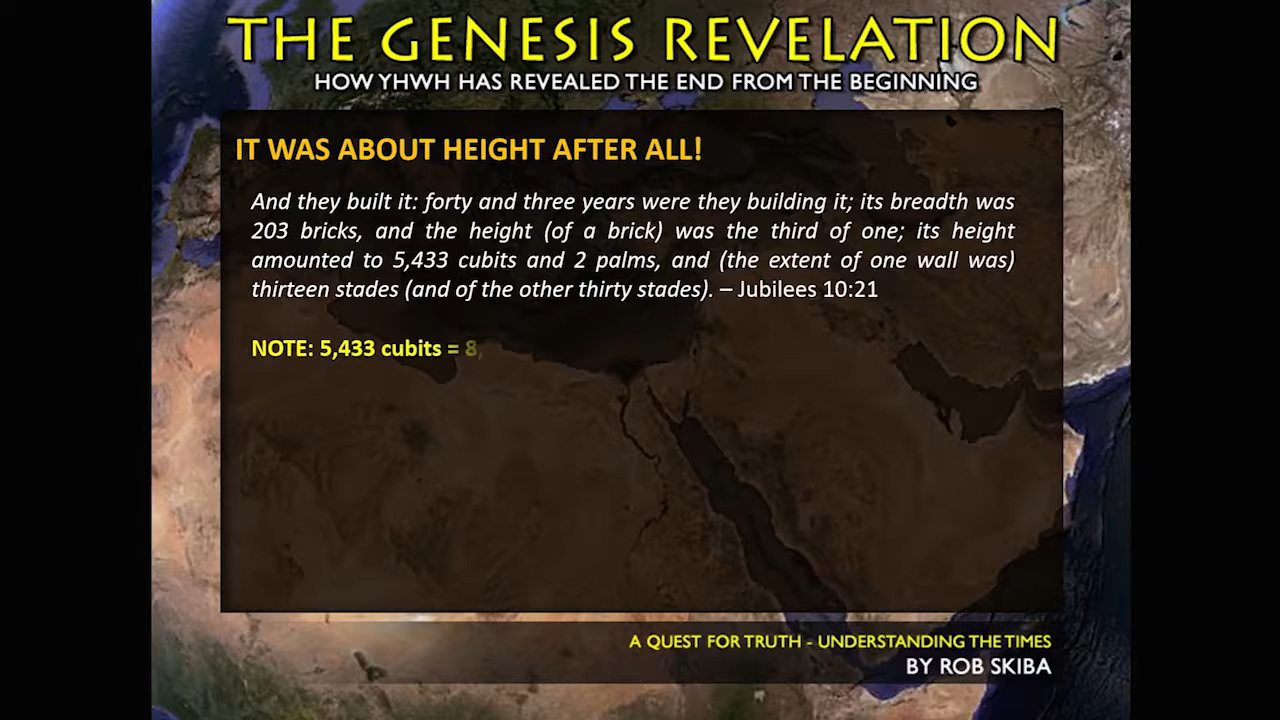 THE GENESIS REVELATION
HOW YHWH HAS REVEALED THE END FROM THE BEGINNING
IT WAS ABOUT HEIGHT AFTER ALL!
And they built it: forty and three years were they building it; its breadth was
203 bricks, and the height (of a brick) was the third of one; its height
amounted to 5,433 cubits and 2 palms, and (the extent of one wall was)
thirteen stades (and of the other thirty stades). – Jubilees 10:21
NOTE: 5,433 cubits = 8,
A QUEST FOR TRUTH - UNDERSTANDING THE TIMES
BY ROB SKIBA